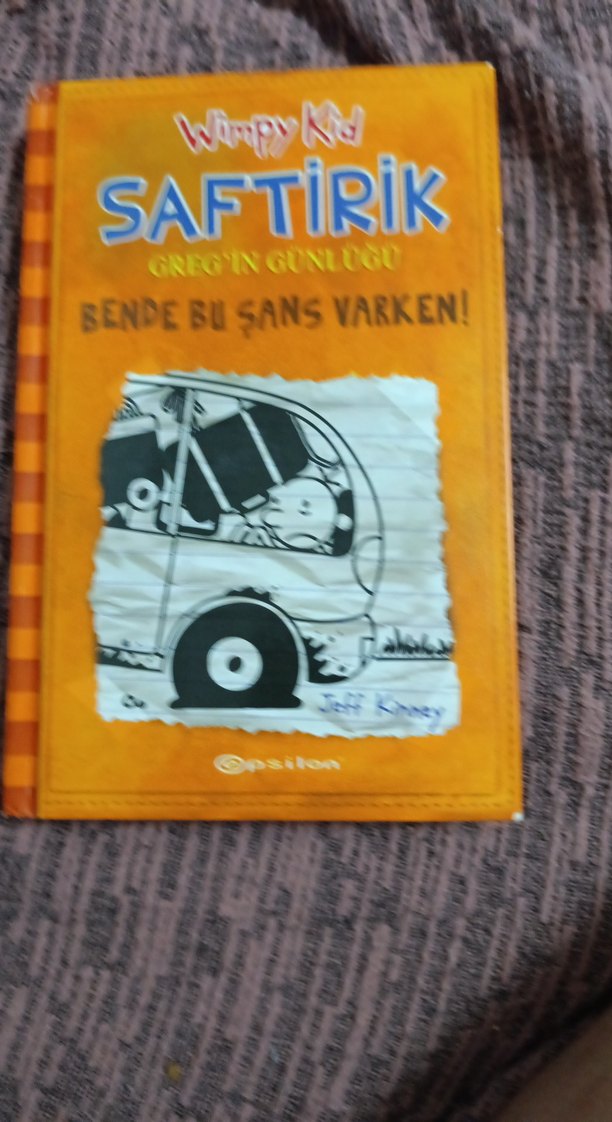 Wimpy Kid
SAFTİRİK
GREG'İN GÜNLÜĞÜ
BENDE BU ŞANS VARKEN!
Jeff Kinney
epsilon